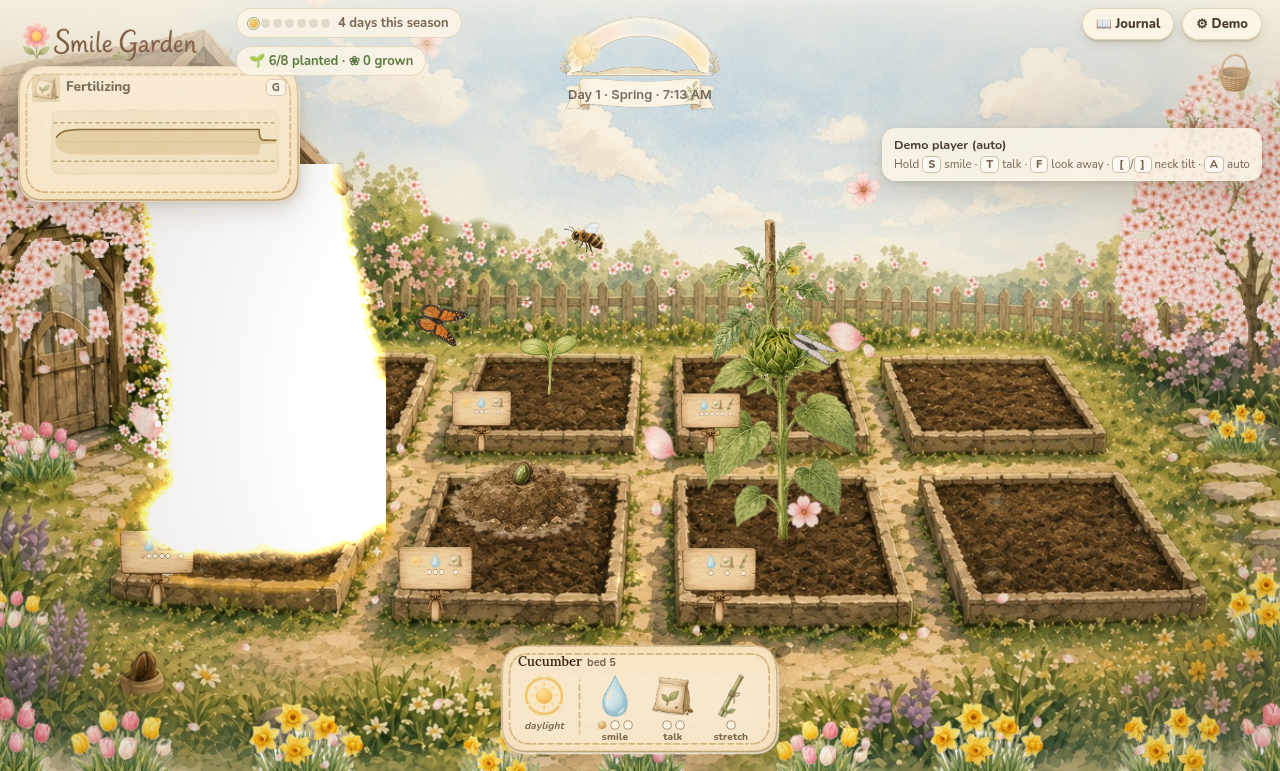 Smile Garden
4 days this season
6/8 planted · ❀ 0 grown
Fertilizing
G
Day 1 · Spring · 7:13 AM
Journal
Demo
Demo player (auto)
Hold S smile · T talk · F look away · [ / ] neck tilt · A auto
Cucumber bed 5
daylight
smile
talk
stretch